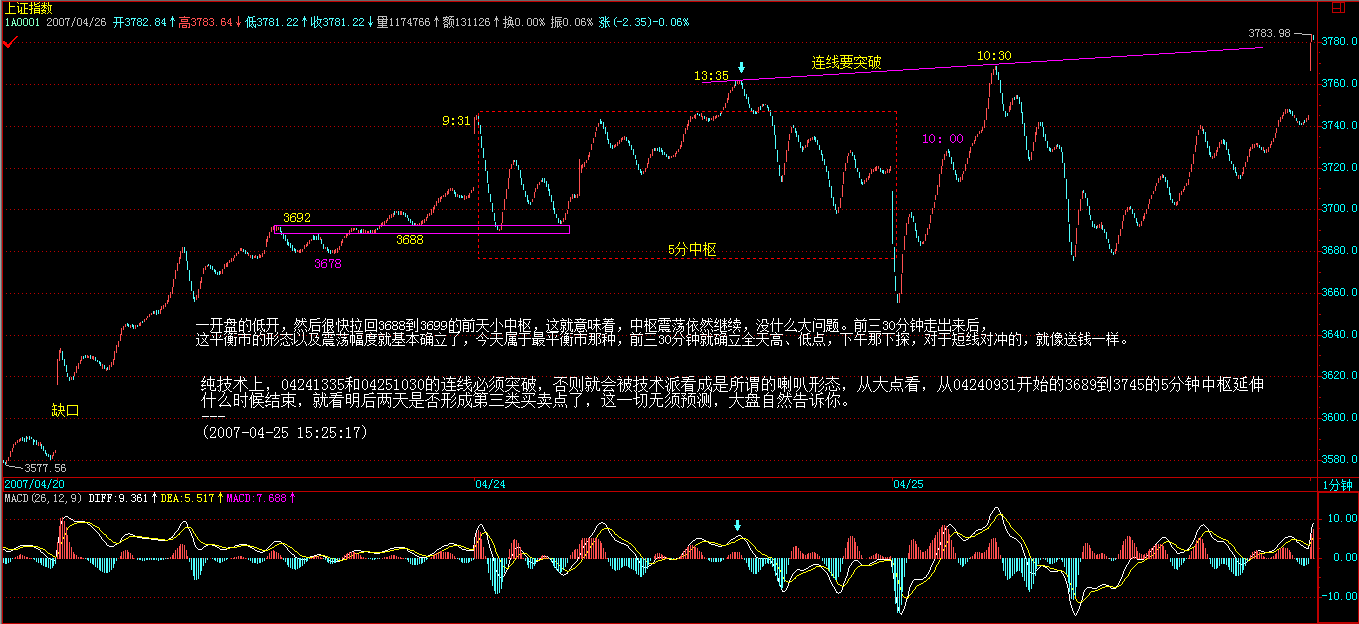 上证指数
1A0001 2007/04/26 开3782.84↑高3783.64↓低3781.22↑收3781.22↓量1174766↑额131126↑换0.00% 振0.06% 涨(-2.35)-0.06%
3783.98
3780.0
连线要突破
10:30
13:35
3760.0
9:31
3740.0
10:00
3720.0
3692
3700.0
3688
5分中枢
3678
3680.0
3660.0
一开盘的低开，然后很快拉回3688到3699的前天小中枢，这就意味着，中枢震荡依然继续，没什么大问题。前三30分钟走出来后，
这平衡市的形态以及震荡幅度就基本确立了，今天属于最平衡市那种，前三30分钟就确立全天高、低点，下午那下探，对于短线对冲的，就像送钱一样。
3640.0
3620.0
纯技术上，04241335和04251030的连线必须突破，否则就会被技术派看成是所谓的喇叭形态，从大点看，从04240931开始的3689到3745的5分钟中枢延伸
什么时候结束，就看明后两天是否形成第三类买卖点了，这一切无须预测，大盘自然告诉你。
---
缺口
3600.0
(2007-04-25 15:25:17)
3580.0
3577.56
2007/04/20 04/24 04/25 1分钟
MACD(26,12,9) DIFF:9.361↑DEA:5.517↑MACD:7.688↑
10.00
0.00
-10.00